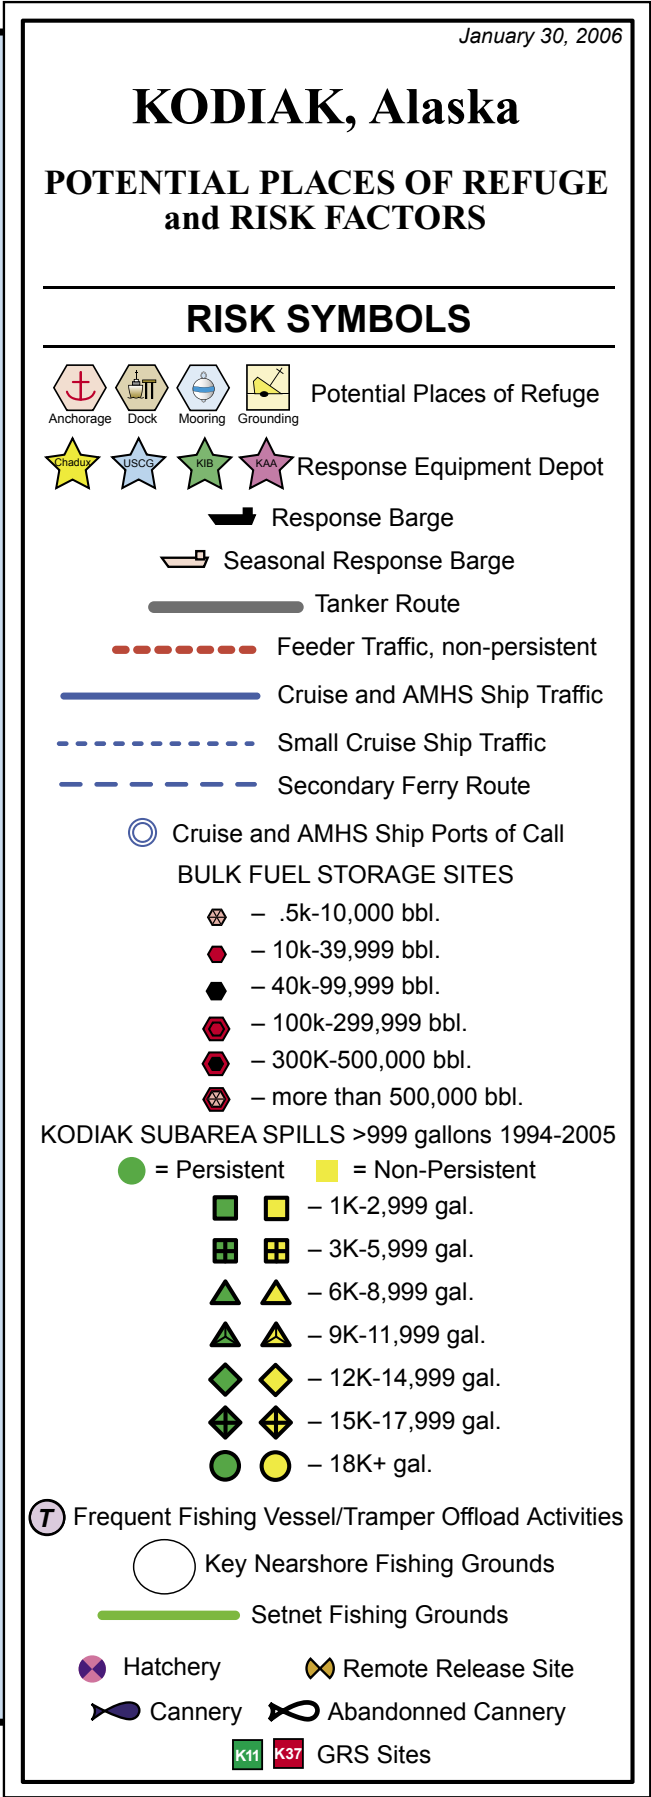 January 30, 2006
KODIAK, Alaska
POTENTIAL PLACES OF REFUGE
and RISK FACTORS
RISK SYMBOLS
Anchorage Dock Mooring Grounding Potential Places of Refuge
Chadux USCG KIB KAA Response Equipment Depot
Response Barge
Seasonal Response Barge
Tanker Route
Feeder Traffic, non-persistent
Cruise and AMHS Ship Traffic
Small Cruise Ship Traffic
Secondary Ferry Route
Cruise and AMHS Ship Ports of Call
BULK FUEL STORAGE SITES
– .5k-10,000 bbl.
– 10k-39,999 bbl.
– 40k-99,999 bbl.
– 100k-299,999 bbl.
– 300K-500,000 bbl.
– more than 500,000 bbl.
KODIAK SUBAREA SPILLS >999 gallons 1994-2005
= Persistent = Non-Persistent
– 1K-2,999 gal.
– 3K-5,999 gal.
– 6K-8,999 gal.
– 9K-11,999 gal.
– 12K-14,999 gal.
– 15K-17,999 gal.
– 18K+ gal.
T Frequent Fishing Vessel/Tramper Offload Activities
Key Nearshore Fishing Grounds
Setnet Fishing Grounds
Hatchery Remote Release Site
Cannery Abandonned Cannery
K11 K37 GRS Sites